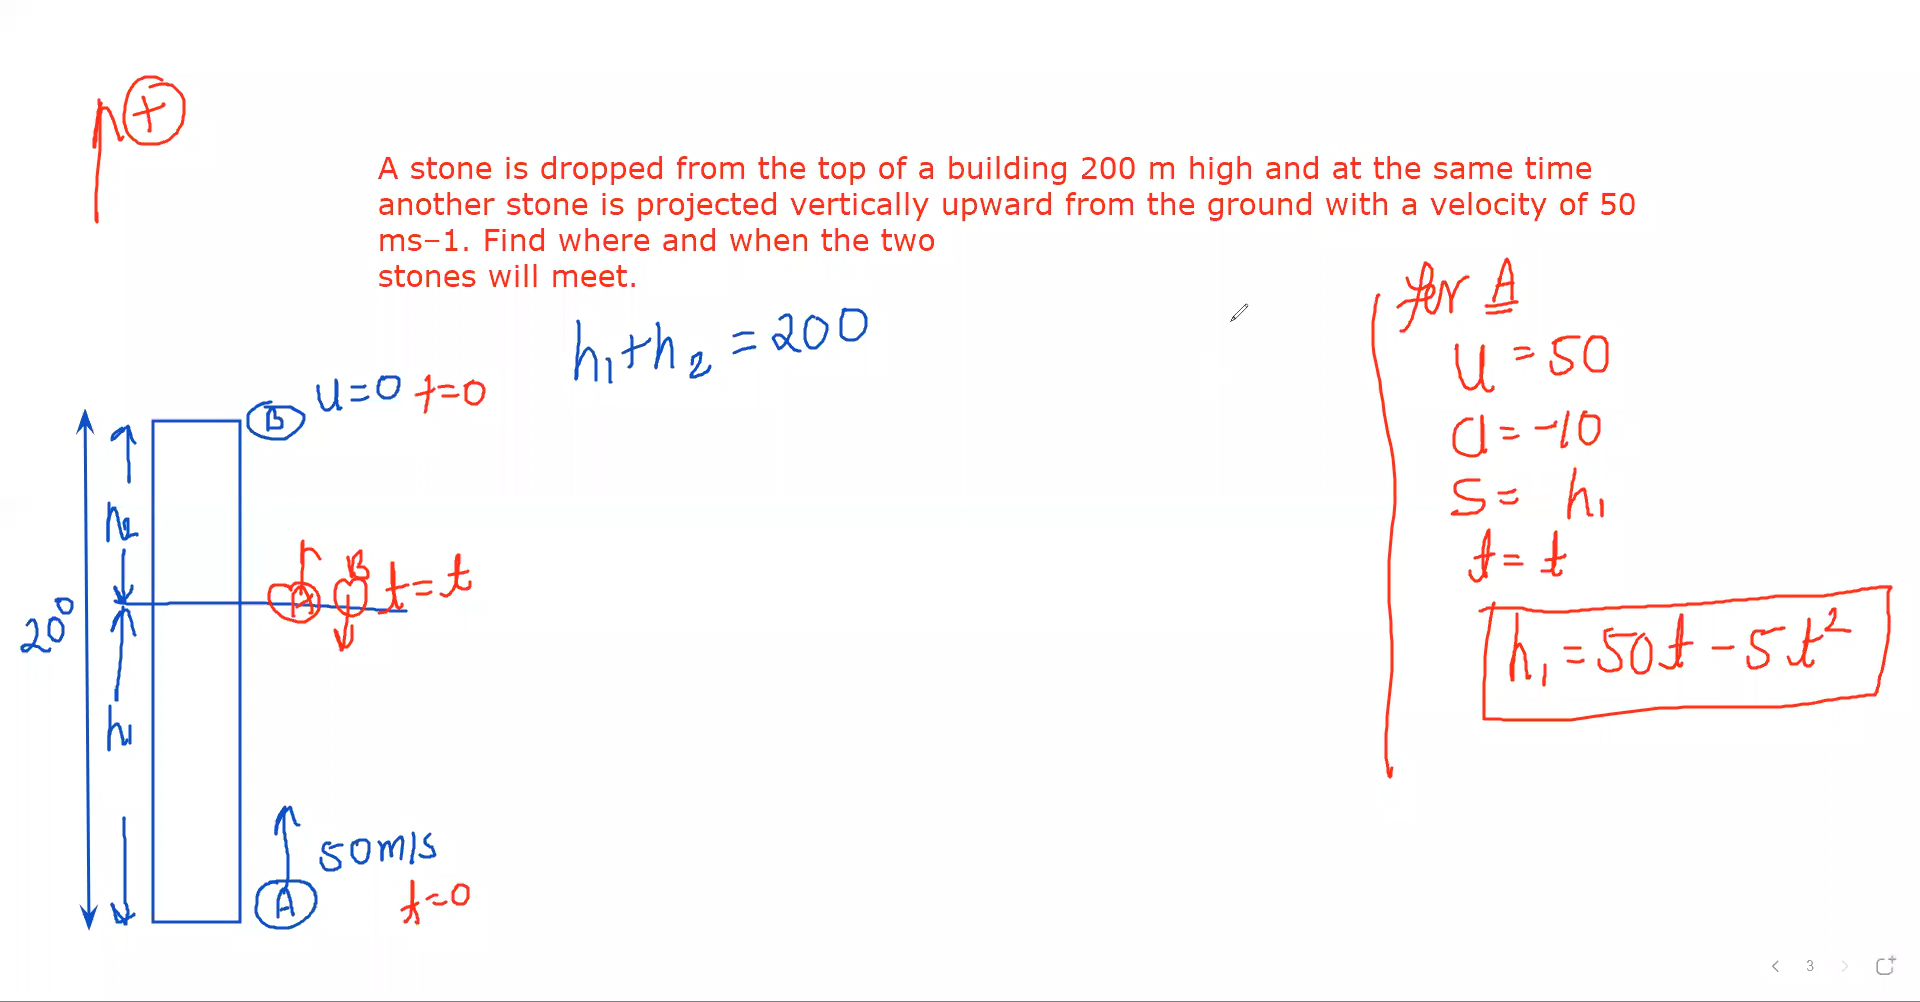 +
A stone is dropped from the top of a building 200 m high and at the same time
another stone is projected vertically upward from the ground with a velocity of 50
ms–1. Find where and when the two
stones will meet.
h₁+h₂ = 200
for A
u = 50
a = -10
s = h₁
t = t
h₁ = 50t - 5t²
B u=0 t=0
h₂
A B t=t
200
h₁
50m/s
A t=0
3